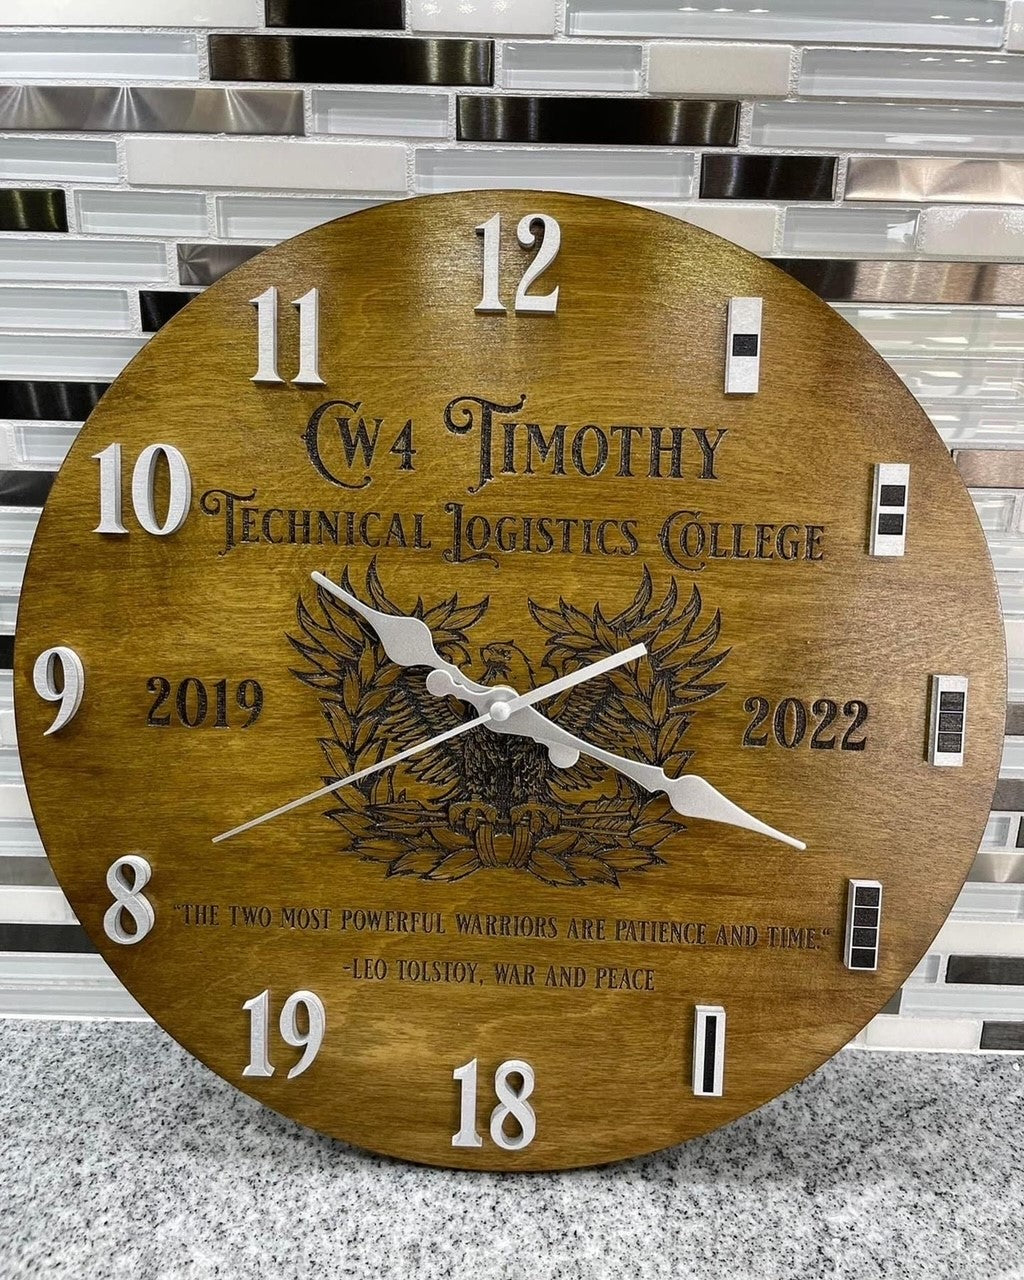 12
11
10
CW4 TIMOTHY
TECHNICAL LOGISTICS COLLEGE
9
2019
2022
8
"THE TWO MOST POWERFUL WARRIORS ARE PATIENCE AND TIME."
-LEO TOLSTOY, WAR AND PEACE
19
18